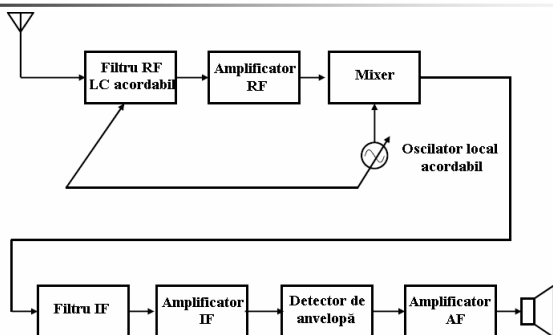 Filtru RF
LC acordabil
Amplificator
RF
Mixer
Oscilator local
acordabil
Filtru IF
Amplificator
IF
Detector de
anvelopă
Amplificator
AF